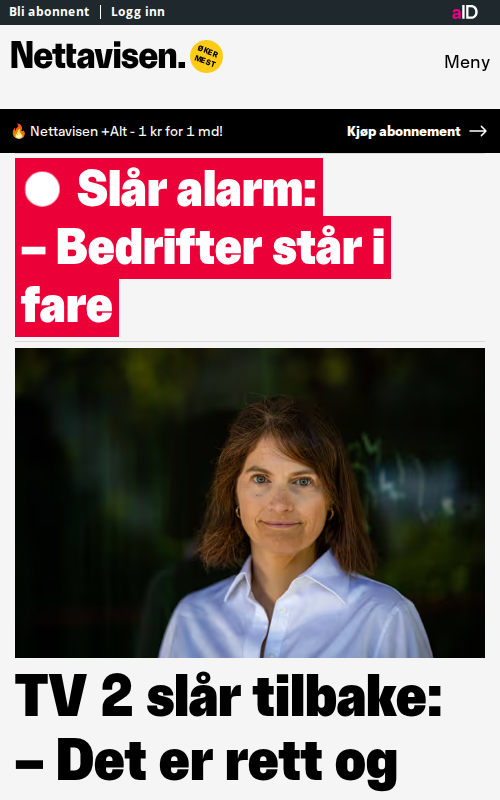 Bli abonnent | Logg inn
aID
Nettavisen.
ØKER
MEST
Meny
🔥 Nettavisen +Alt - 1 kr for 1 md!
Kjøp abonnement →
Slår alarm:
– Bedrifter står i
fare
TV 2 slår tilbake:
– Det er rett og